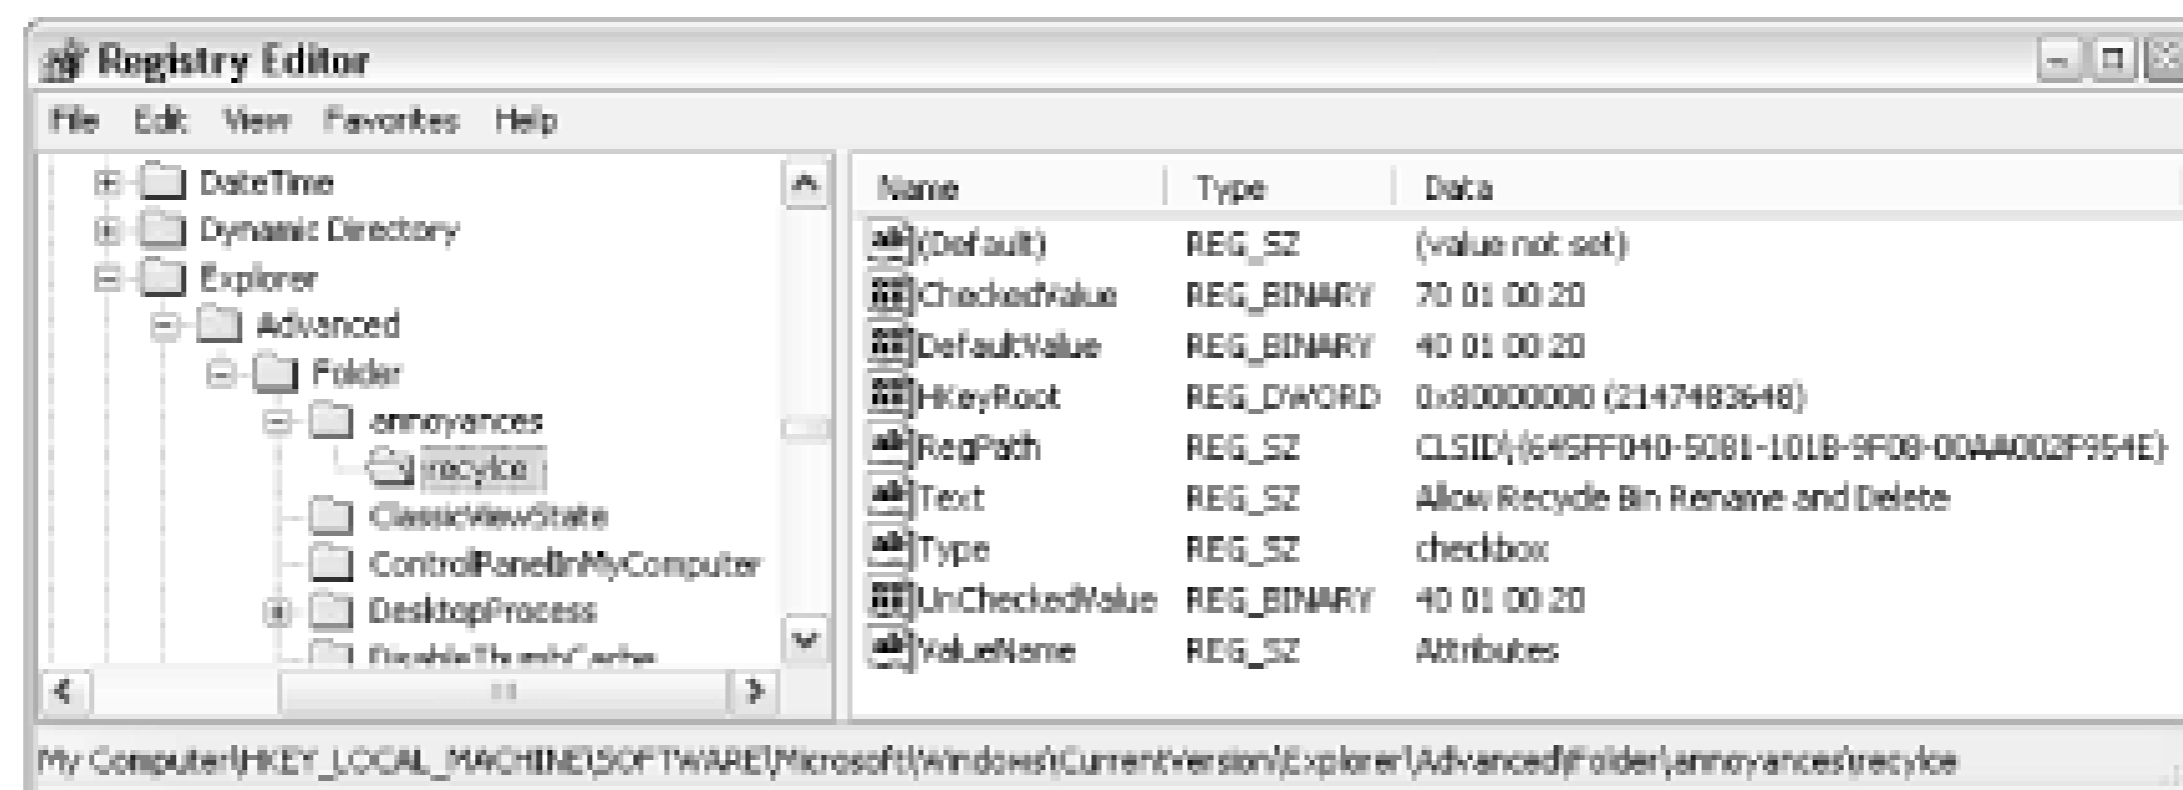 Registry Editor
File Edit View Favorites Help
DateTime
Dynamic Directory
Explorer
Advanced
Folder
annoyances
recylce
ClassicViewState
ControlPanelInMyComputer
DesktopProcess
DisableThumbCache
Name Type Data
(Default) REG_SZ (value not set)
CheckedValue REG_BINARY 70 01 00 20
DefaultValue REG_BINARY 40 01 00 20
HKeyRoot REG_DWORD 0x80000000 (2147483648)
RegPath REG_SZ CLSID\{645FF040-5081-101B-9F08-00AA002F954E}
Text REG_SZ Allow Recycle Bin Rename and Delete
Type REG_SZ checkbox
UnCheckedValue REG_BINARY 40 01 00 20
ValueName REG_SZ Attributes
My Computer\HKEY_LOCAL_MACHINE\SOFTWARE\Microsoft\Windows\CurrentVersion\Explorer\Advanced\Folder\annoyances\recylce